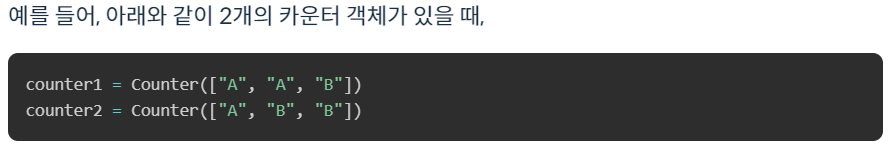 예를 들어, 아래와 같이 2개의 카운터 객체가 있을 때,
counter1 = Counter(["A", "A", "B"])
counter2 = Counter(["A", "B", "B"])